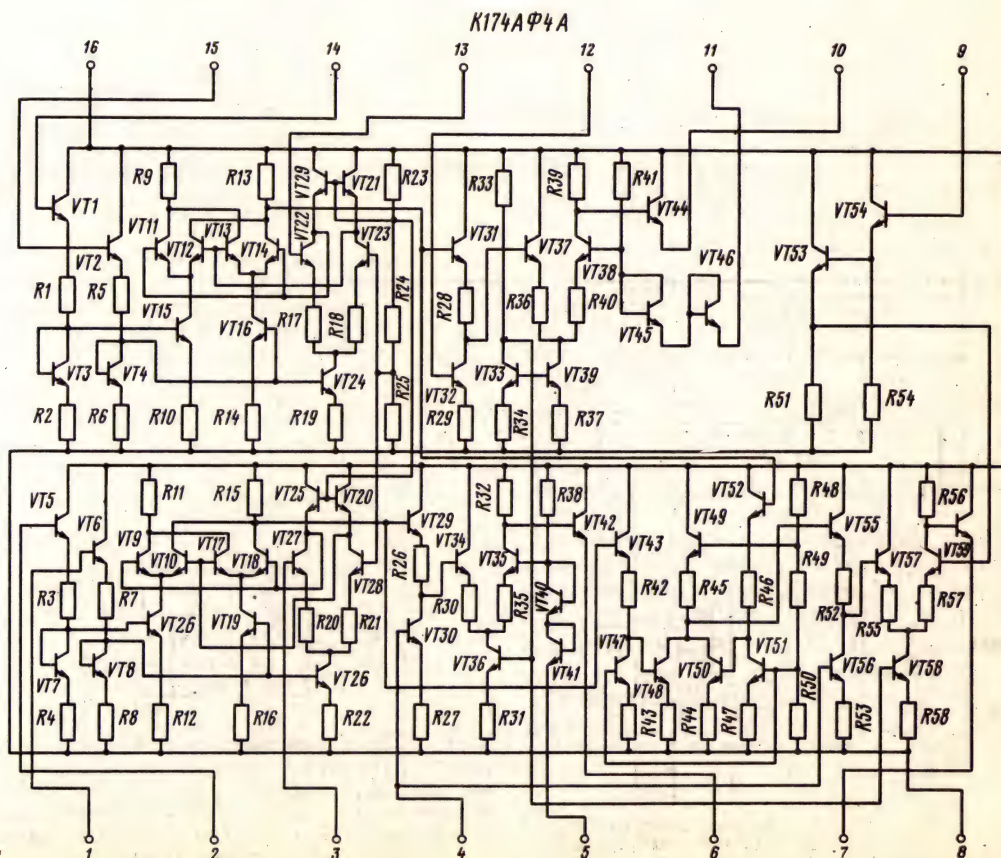 К174АФ4А
16 15 14 13 12 11 10 9
R9 R13 VT29 VT21 R23 R33 R39 R41
VT1 VT22 VT23 VT44 VT54
VT2 VT11 VT12 VT13 VT14 VT31 VT37 VT38 VT46 VT53
R1 R5 VT15 VT16 R17 R18 R24 R28 R36 R40 VT45
VT3 VT4 VT24 R25 VT32 VT33 VT39
R2 R6 R10 R14 R19 R29 R34 R37 R51 R54
R11 R15 VT25 VT20 R32 R38 VT52 R48 R56
VT5 VT6 VT9 VT10 VT17 VT18 VT27 VT28 VT29 VT34 VT35 VT42 VT43 VT49 VT55 VT57 VT59
R3 R7 VT26 VT19 R20 R21 R26 R30 R35 VT40 R42 R45 R46 R49 R52 R55 R57
VT7 VT8 VT26 VT30 VT36 VT41 VT47 VT48 VT50 VT51 VT56 VT58
R4 R8 R12 R16 R22 R27 R31 R43 R44 R47 R50 R53 R58
1 2 3 4 5 6 7 8